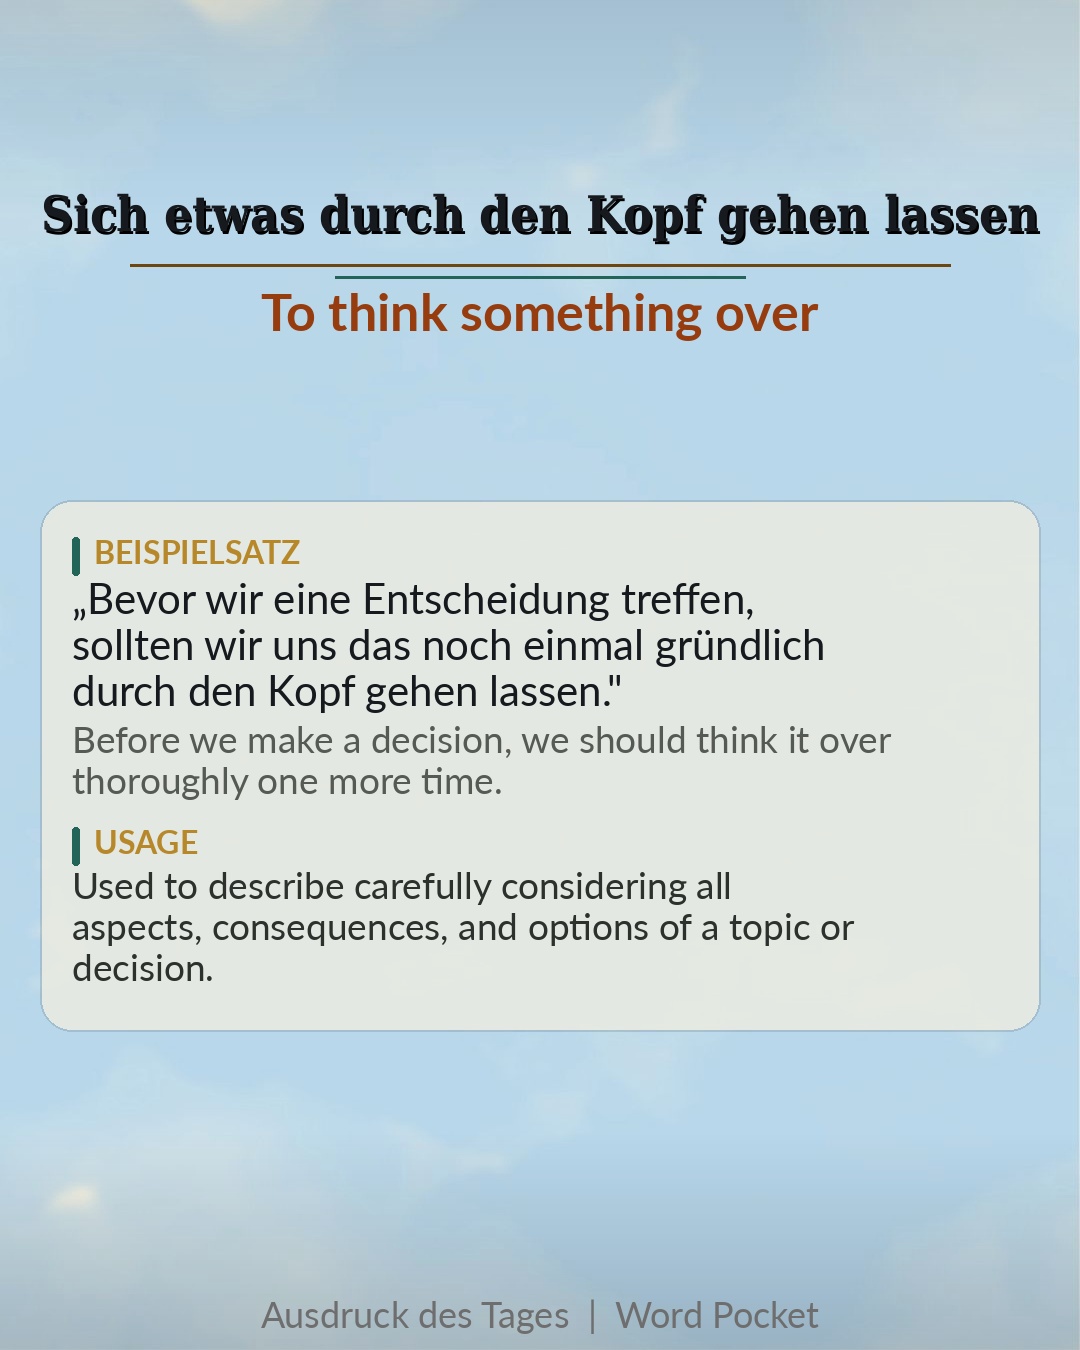 Sich etwas durch den Kopf gehen lassen
To think something over
BEISPIELSATZ
„Bevor wir eine Entscheidung treffen,
sollten wir uns das noch einmal gründlich
durch den Kopf gehen lassen."
Before we make a decision, we should think it over
thoroughly one more time.
USAGE
Used to describe carefully considering all
aspects, consequences, and options of a topic or
decision.
Ausdruck des Tages | Word Pocket